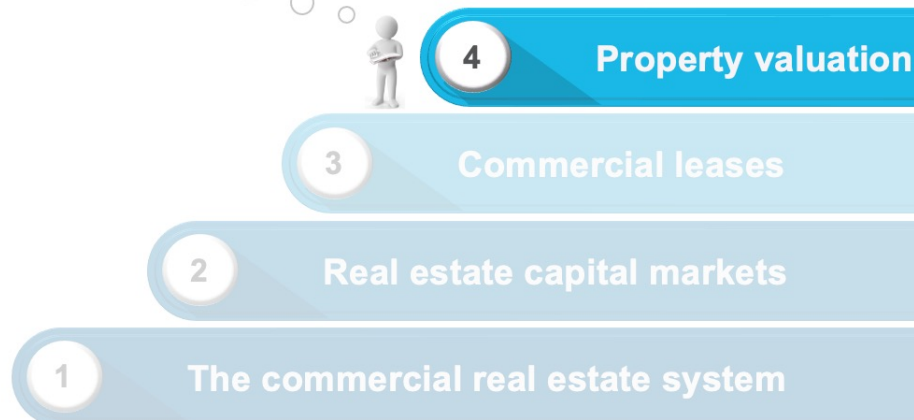 4 Property valuation
3 Commercial leases
2 Real estate capital markets
1 The commercial real estate system